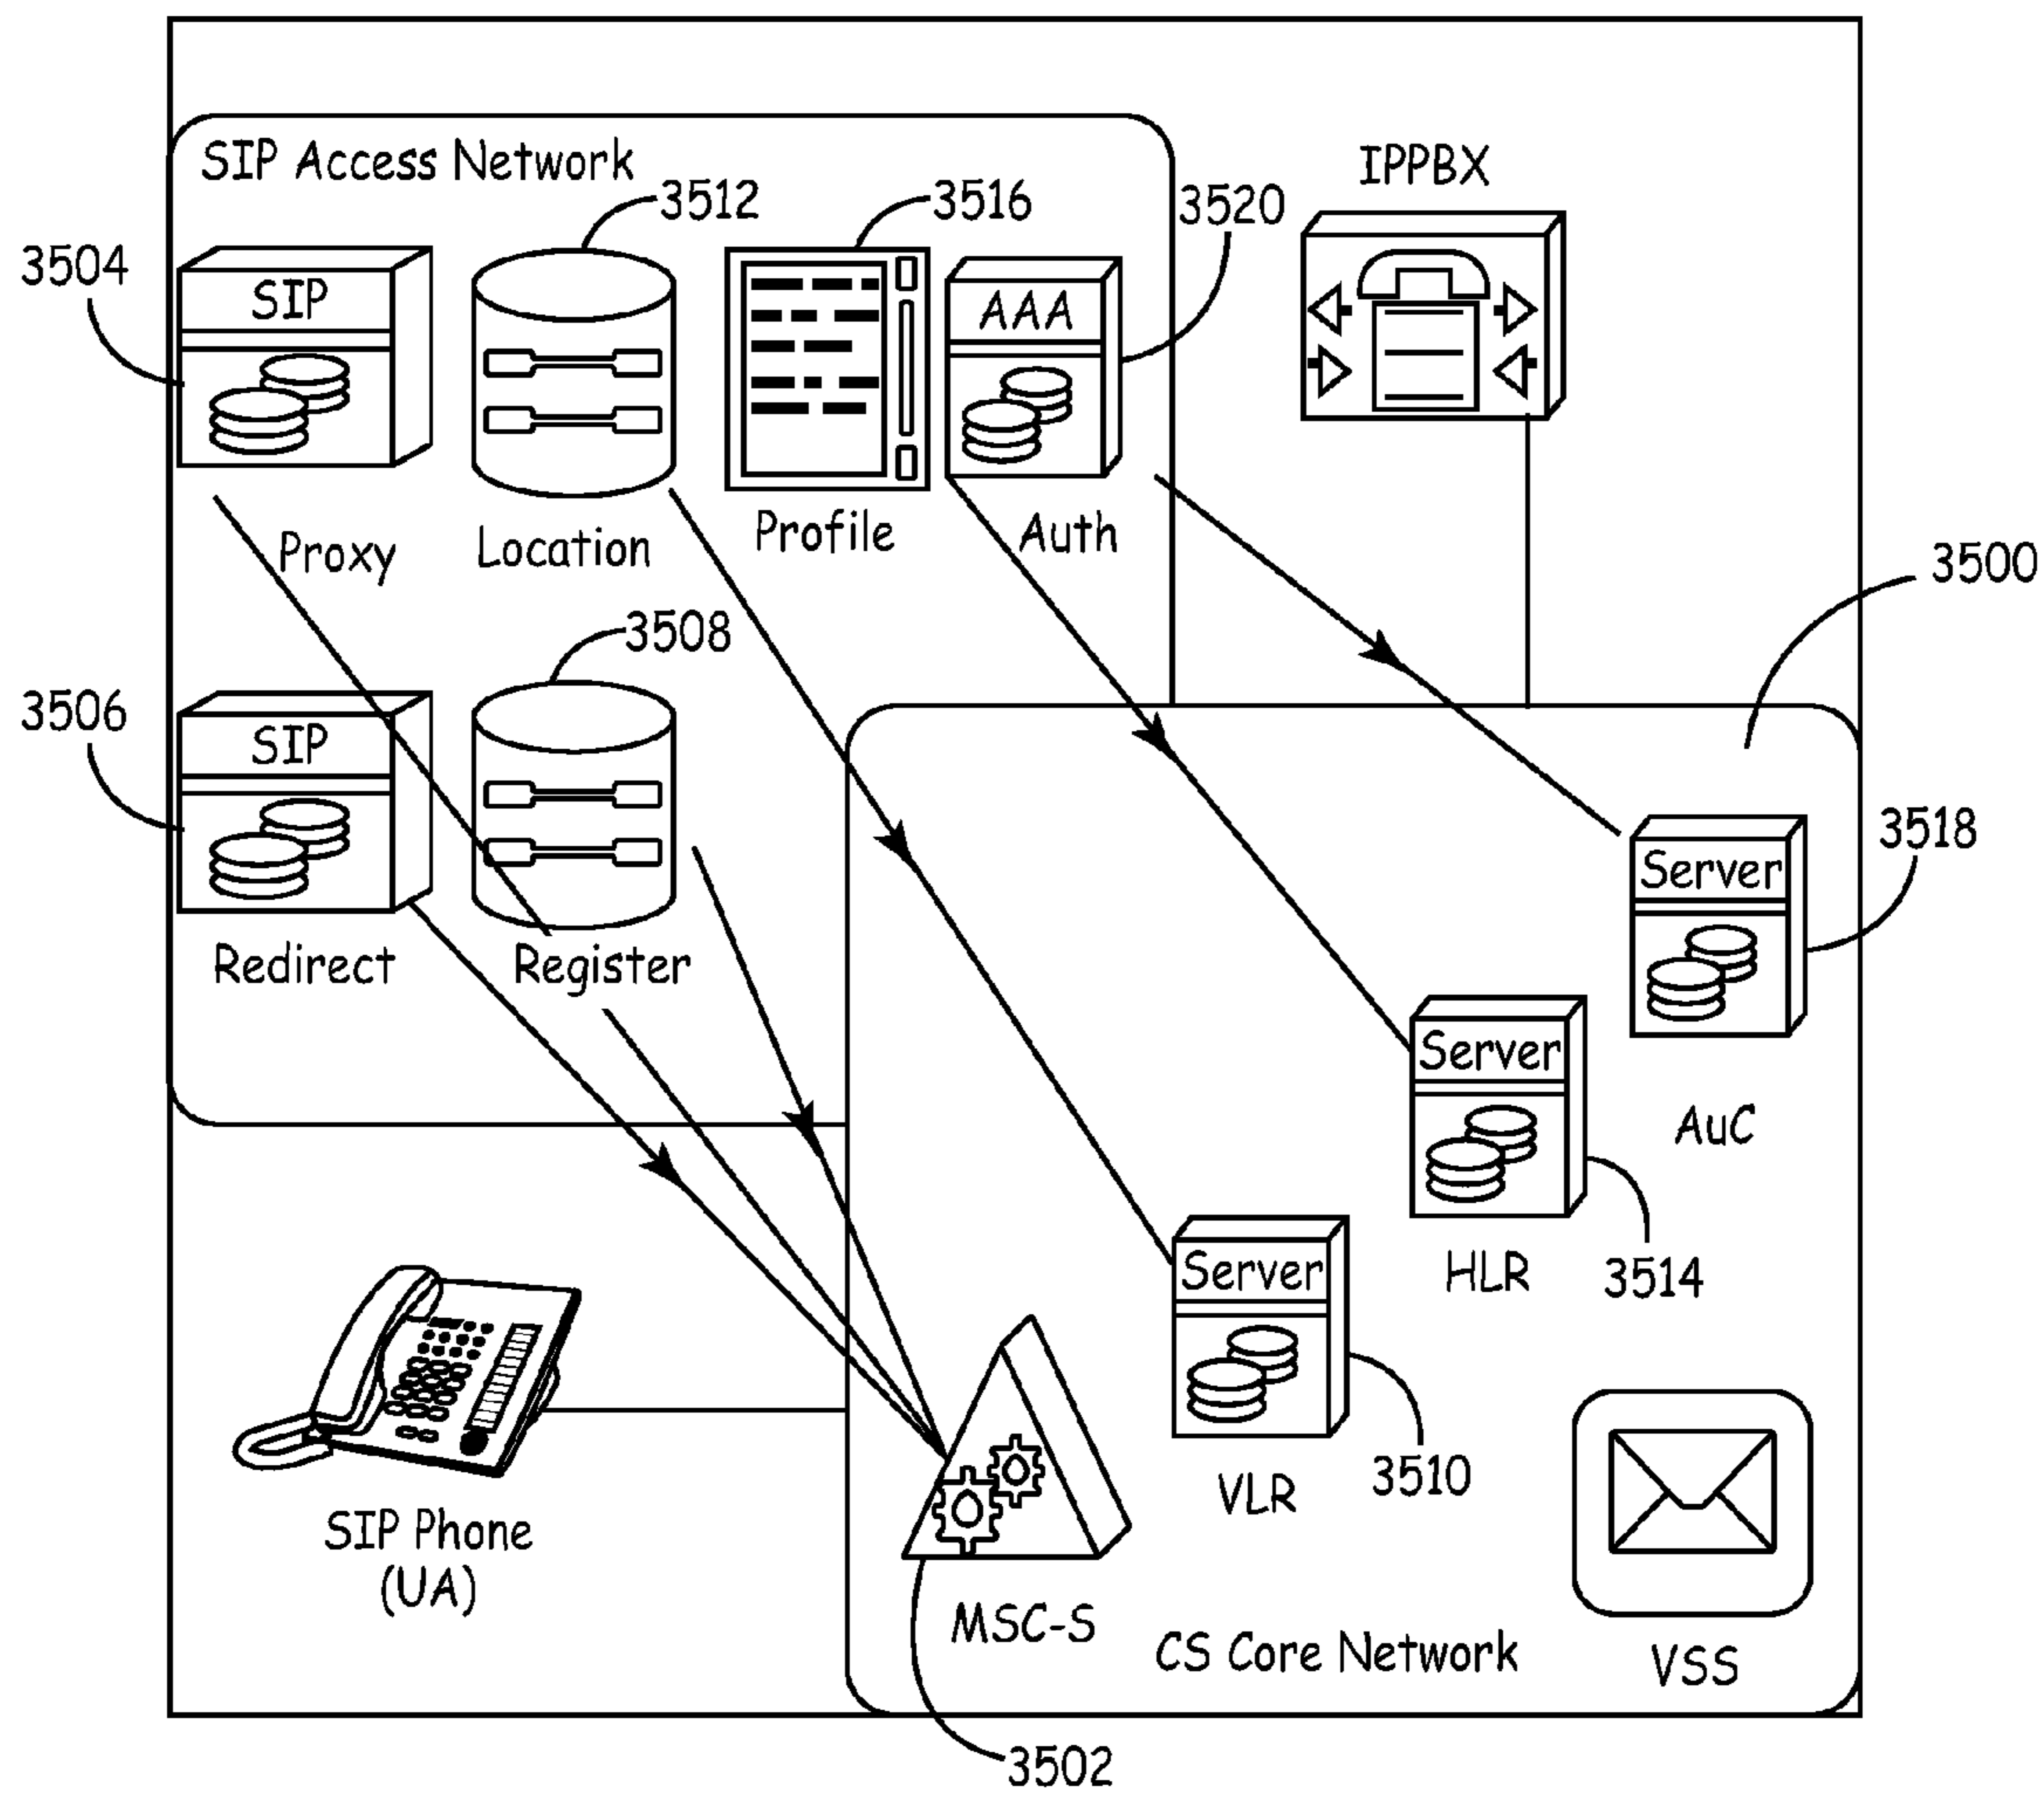 SIP Access Network
IPPBX
3512
3516
3520
3504
SIP
AAA
Proxy
Location
Profile
Auth
3500
3508
3506
SIP
Server
3518
Redirect
Register
Server
AuC
Server
HLR
3514
VLR
3510
SIP Phone
(UA)
MSC-S
CS Core Network
VSS
3502